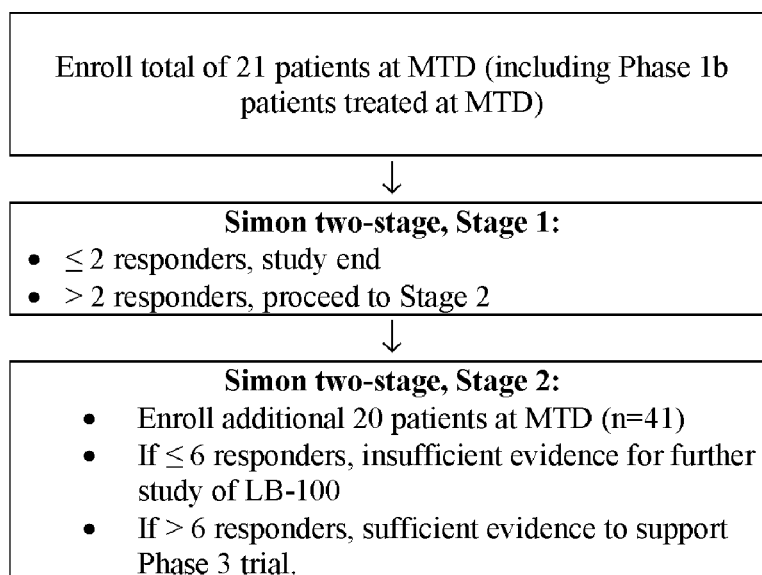 Enroll total of 21 patients at MTD (including Phase 1b
patients treated at MTD)
↓
Simon two-stage, Stage 1:
• ≤ 2 responders, study end
• > 2 responders, proceed to Stage 2
↓
Simon two-stage, Stage 2:
• Enroll additional 20 patients at MTD (n=41)
• If ≤ 6 responders, insufficient evidence for further
study of LB-100
• If > 6 responders, sufficient evidence to support
Phase 3 trial.